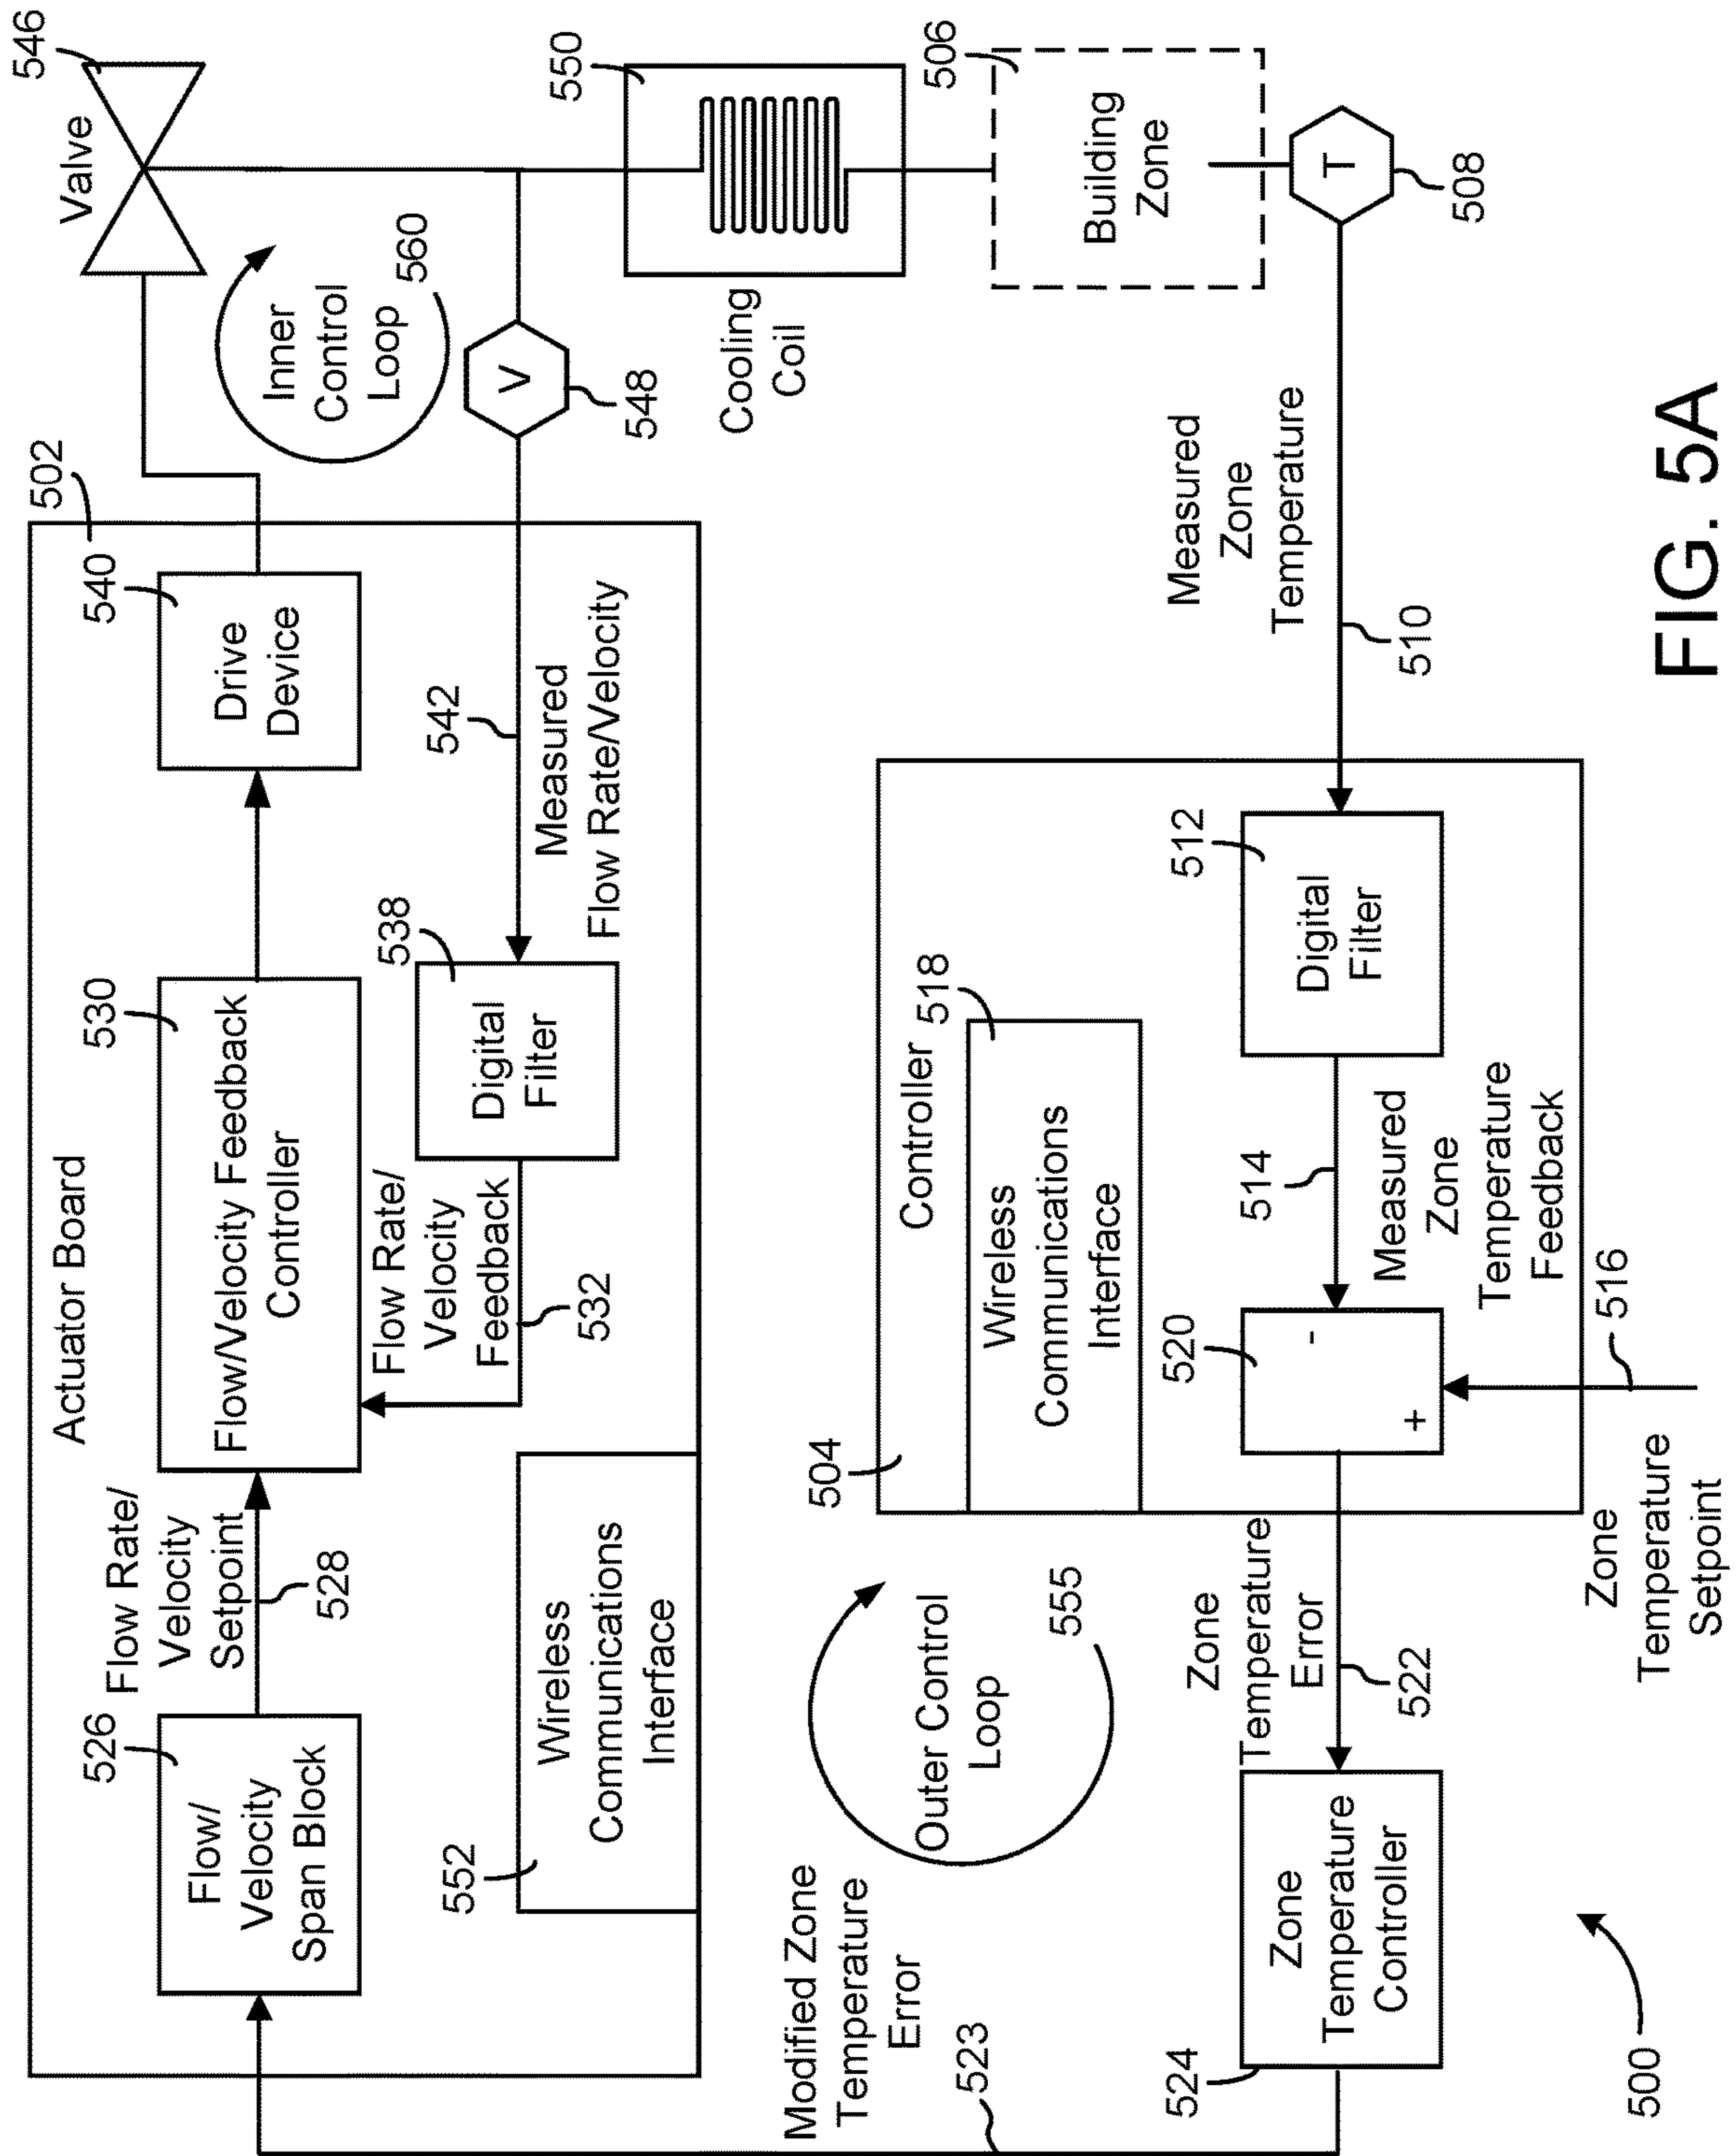 Actuator Board
502
526
Flow/
Velocity
Span Block
Flow Rate/
Velocity
Setpoint
528
530
Flow/Velocity Feedback
Controller
540
Drive
Device
Valve
546
Inner
Control
Loop
560
Flow Rate/
Velocity
Feedback
532
538
Digital
Filter
542
Measured
Flow Rate/Velocity
V
548
552
Wireless
Communications
Interface
550
Cooling
Coil
Modified Zone
Temperature
Error
523
Outer Control
Loop
555
504
Controller
518
Wireless
Communications
Interface
506
Building
Zone
524
Zone
Temperature
Controller
Zone
Temperature
Error
522
520
-
+
514
Measured
Zone
Temperature
Feedback
512
Digital
Filter
Measured
Zone
Temperature
510
T
508
516
Zone
Temperature
Setpoint
500
FIG. 5A